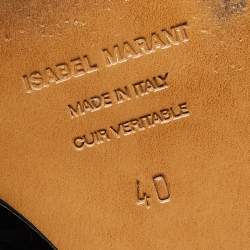 ISABEL MARANT
MADE IN ITALY
CUIR VERITABLE
40